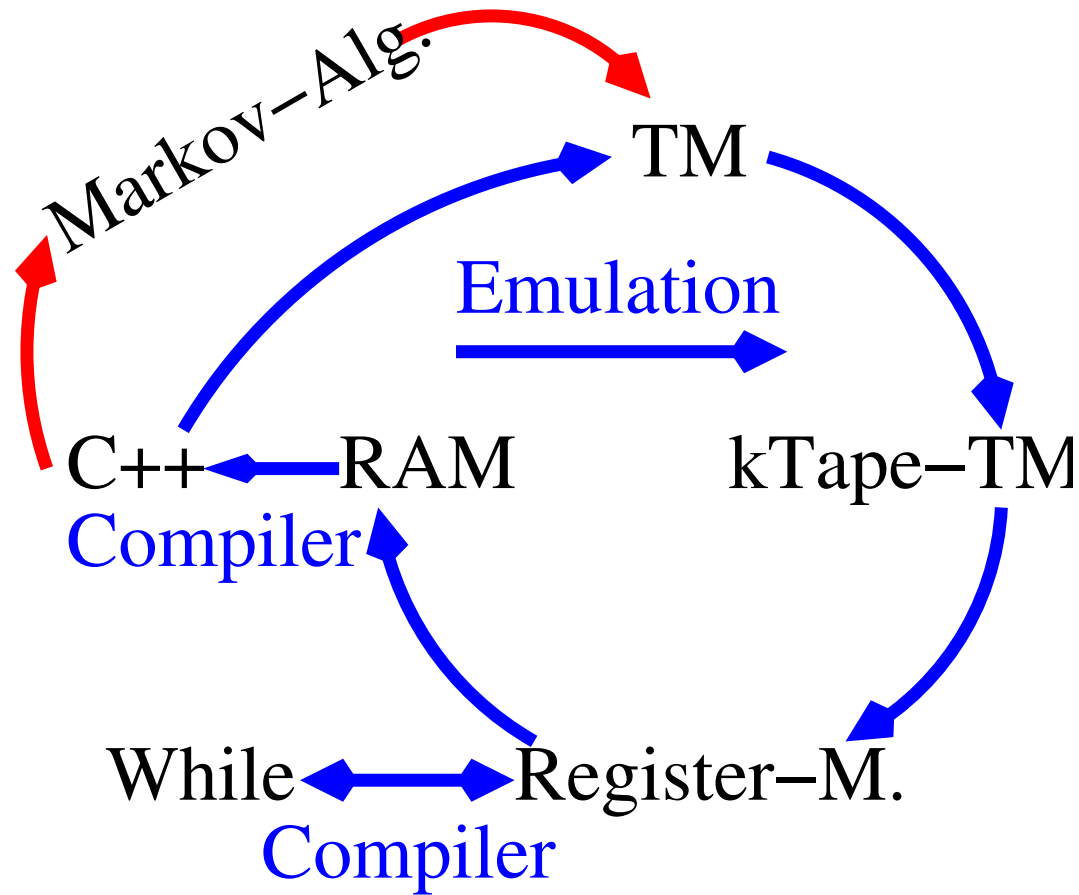 Markov–Alg.
TM
Emulation
C++
RAM
kTape–TM
Compiler
While
Register–M.
Compiler